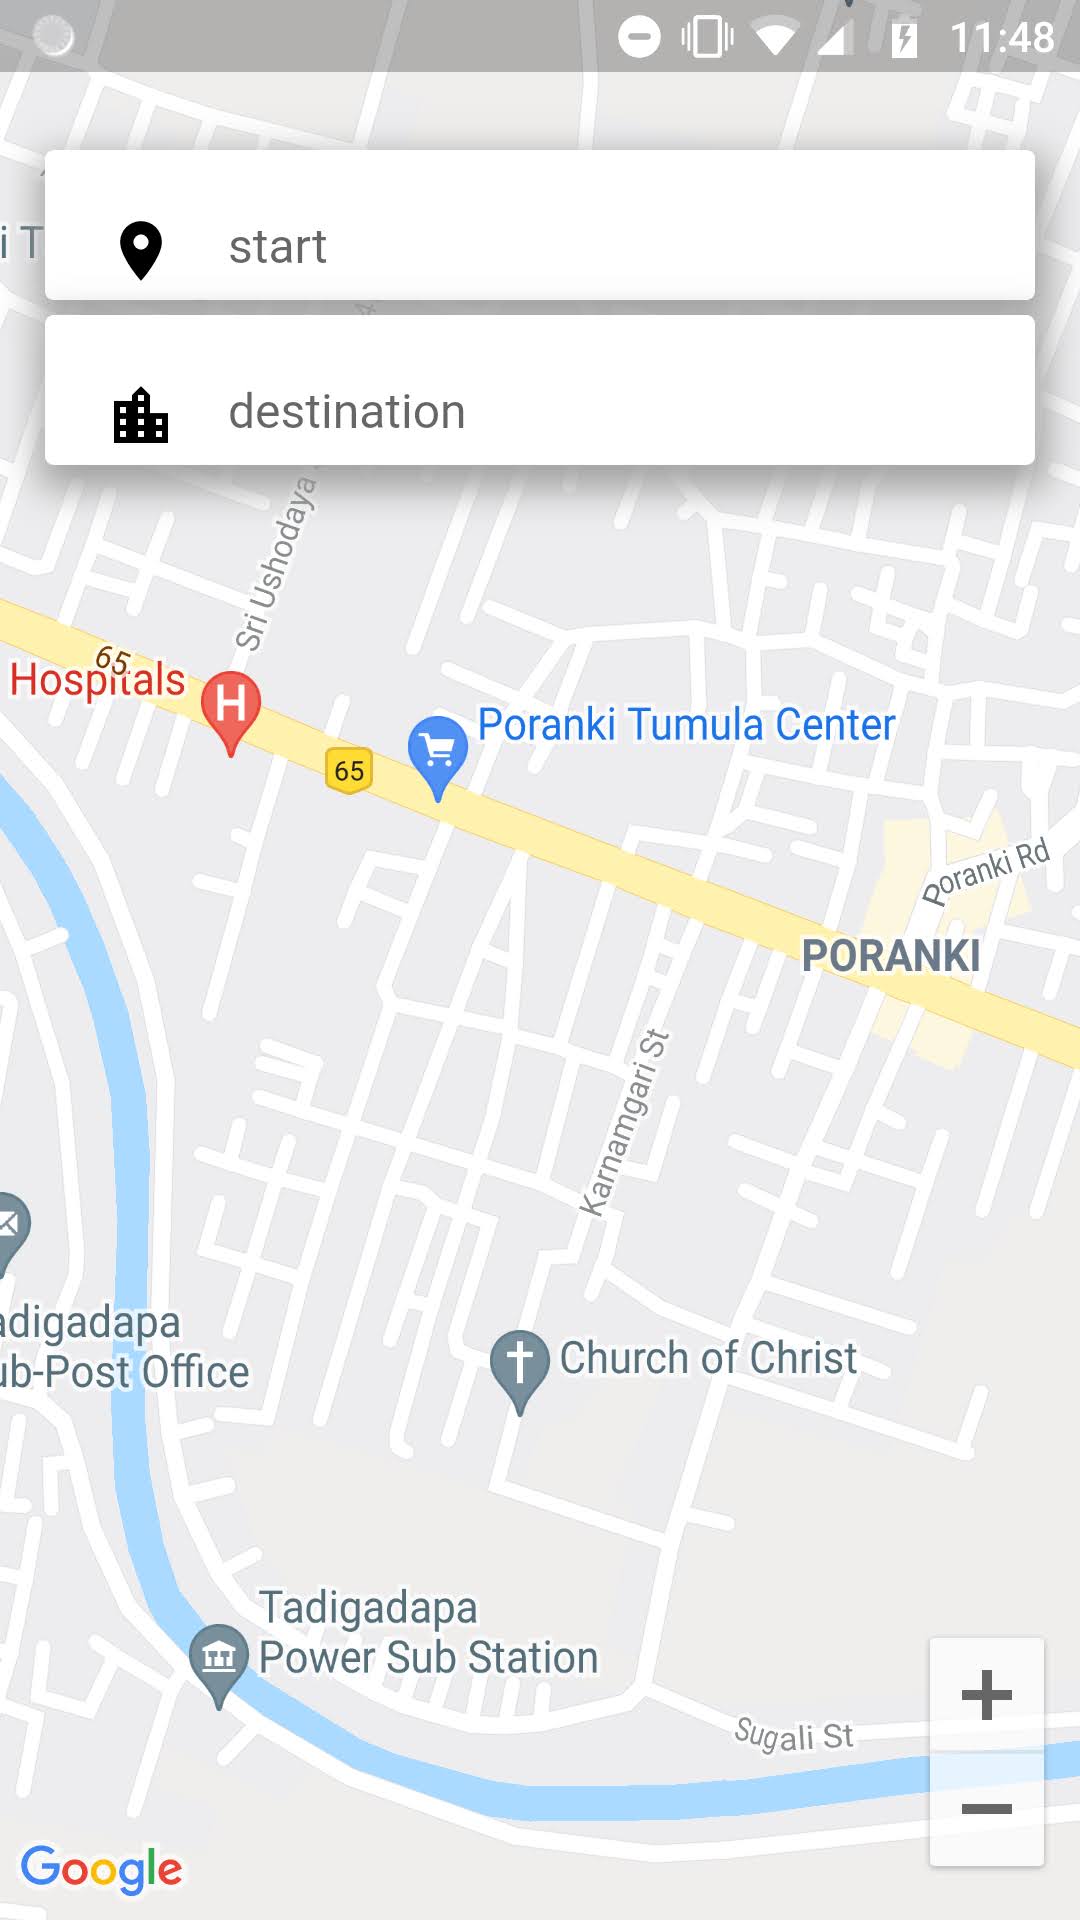 11:48
start
i T
destination
Sri Ushodaya
65
Hospitals
H
Poranki Tumula Center
65
Poranki Rd
PORANKI
Karnamgari St
adigadapa
ub-Post Office
Church of Christ
Tadigadapa
Power Sub Station
Sugali St
Google